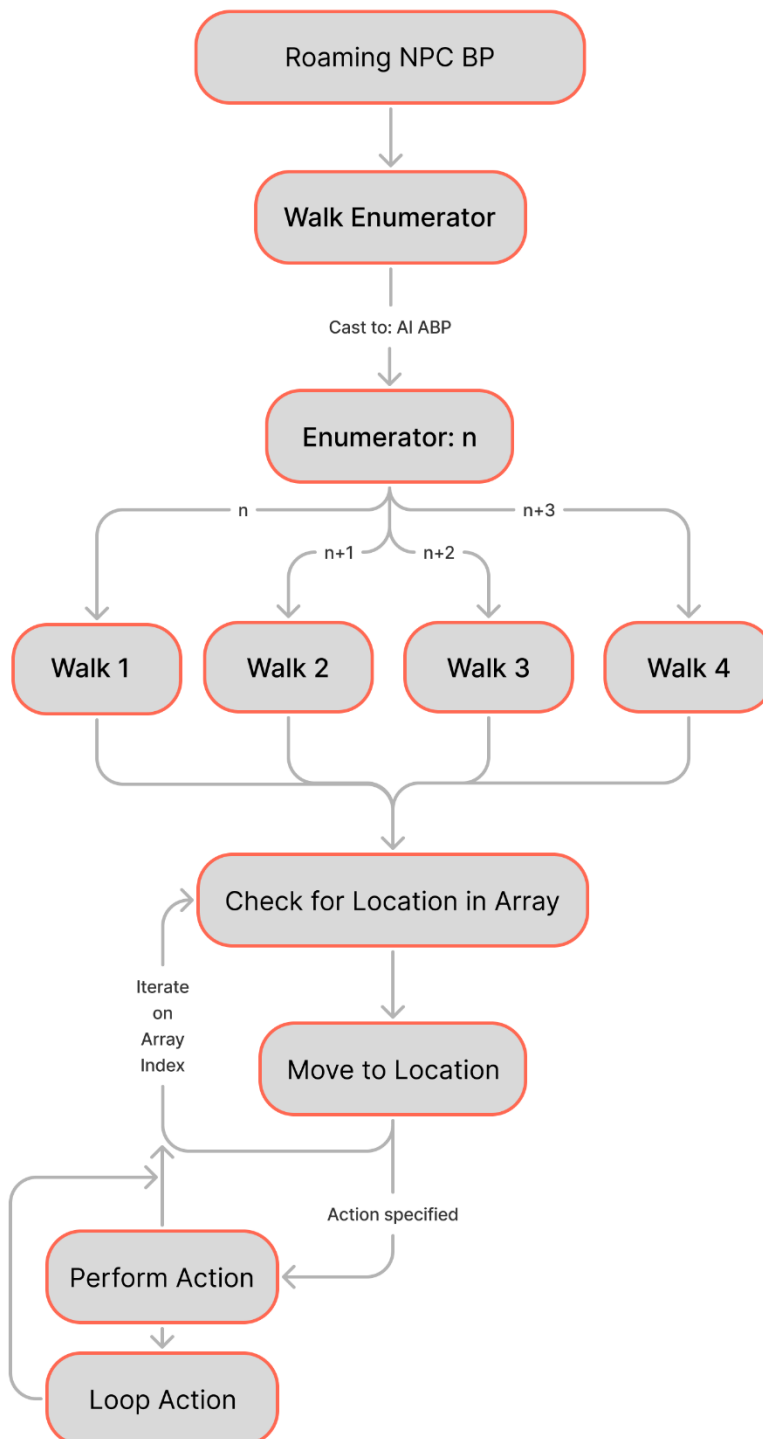 Roaming NPC BP
Walk Enumerator
Cast to: AI ABP
Enumerator: n
n
n+3
n+1
n+2
Walk 1
Walk 2
Walk 3
Walk 4
Check for Location in Array
Iterate
on
Array
Index
Move to Location
Action specified
Perform Action
Loop Action